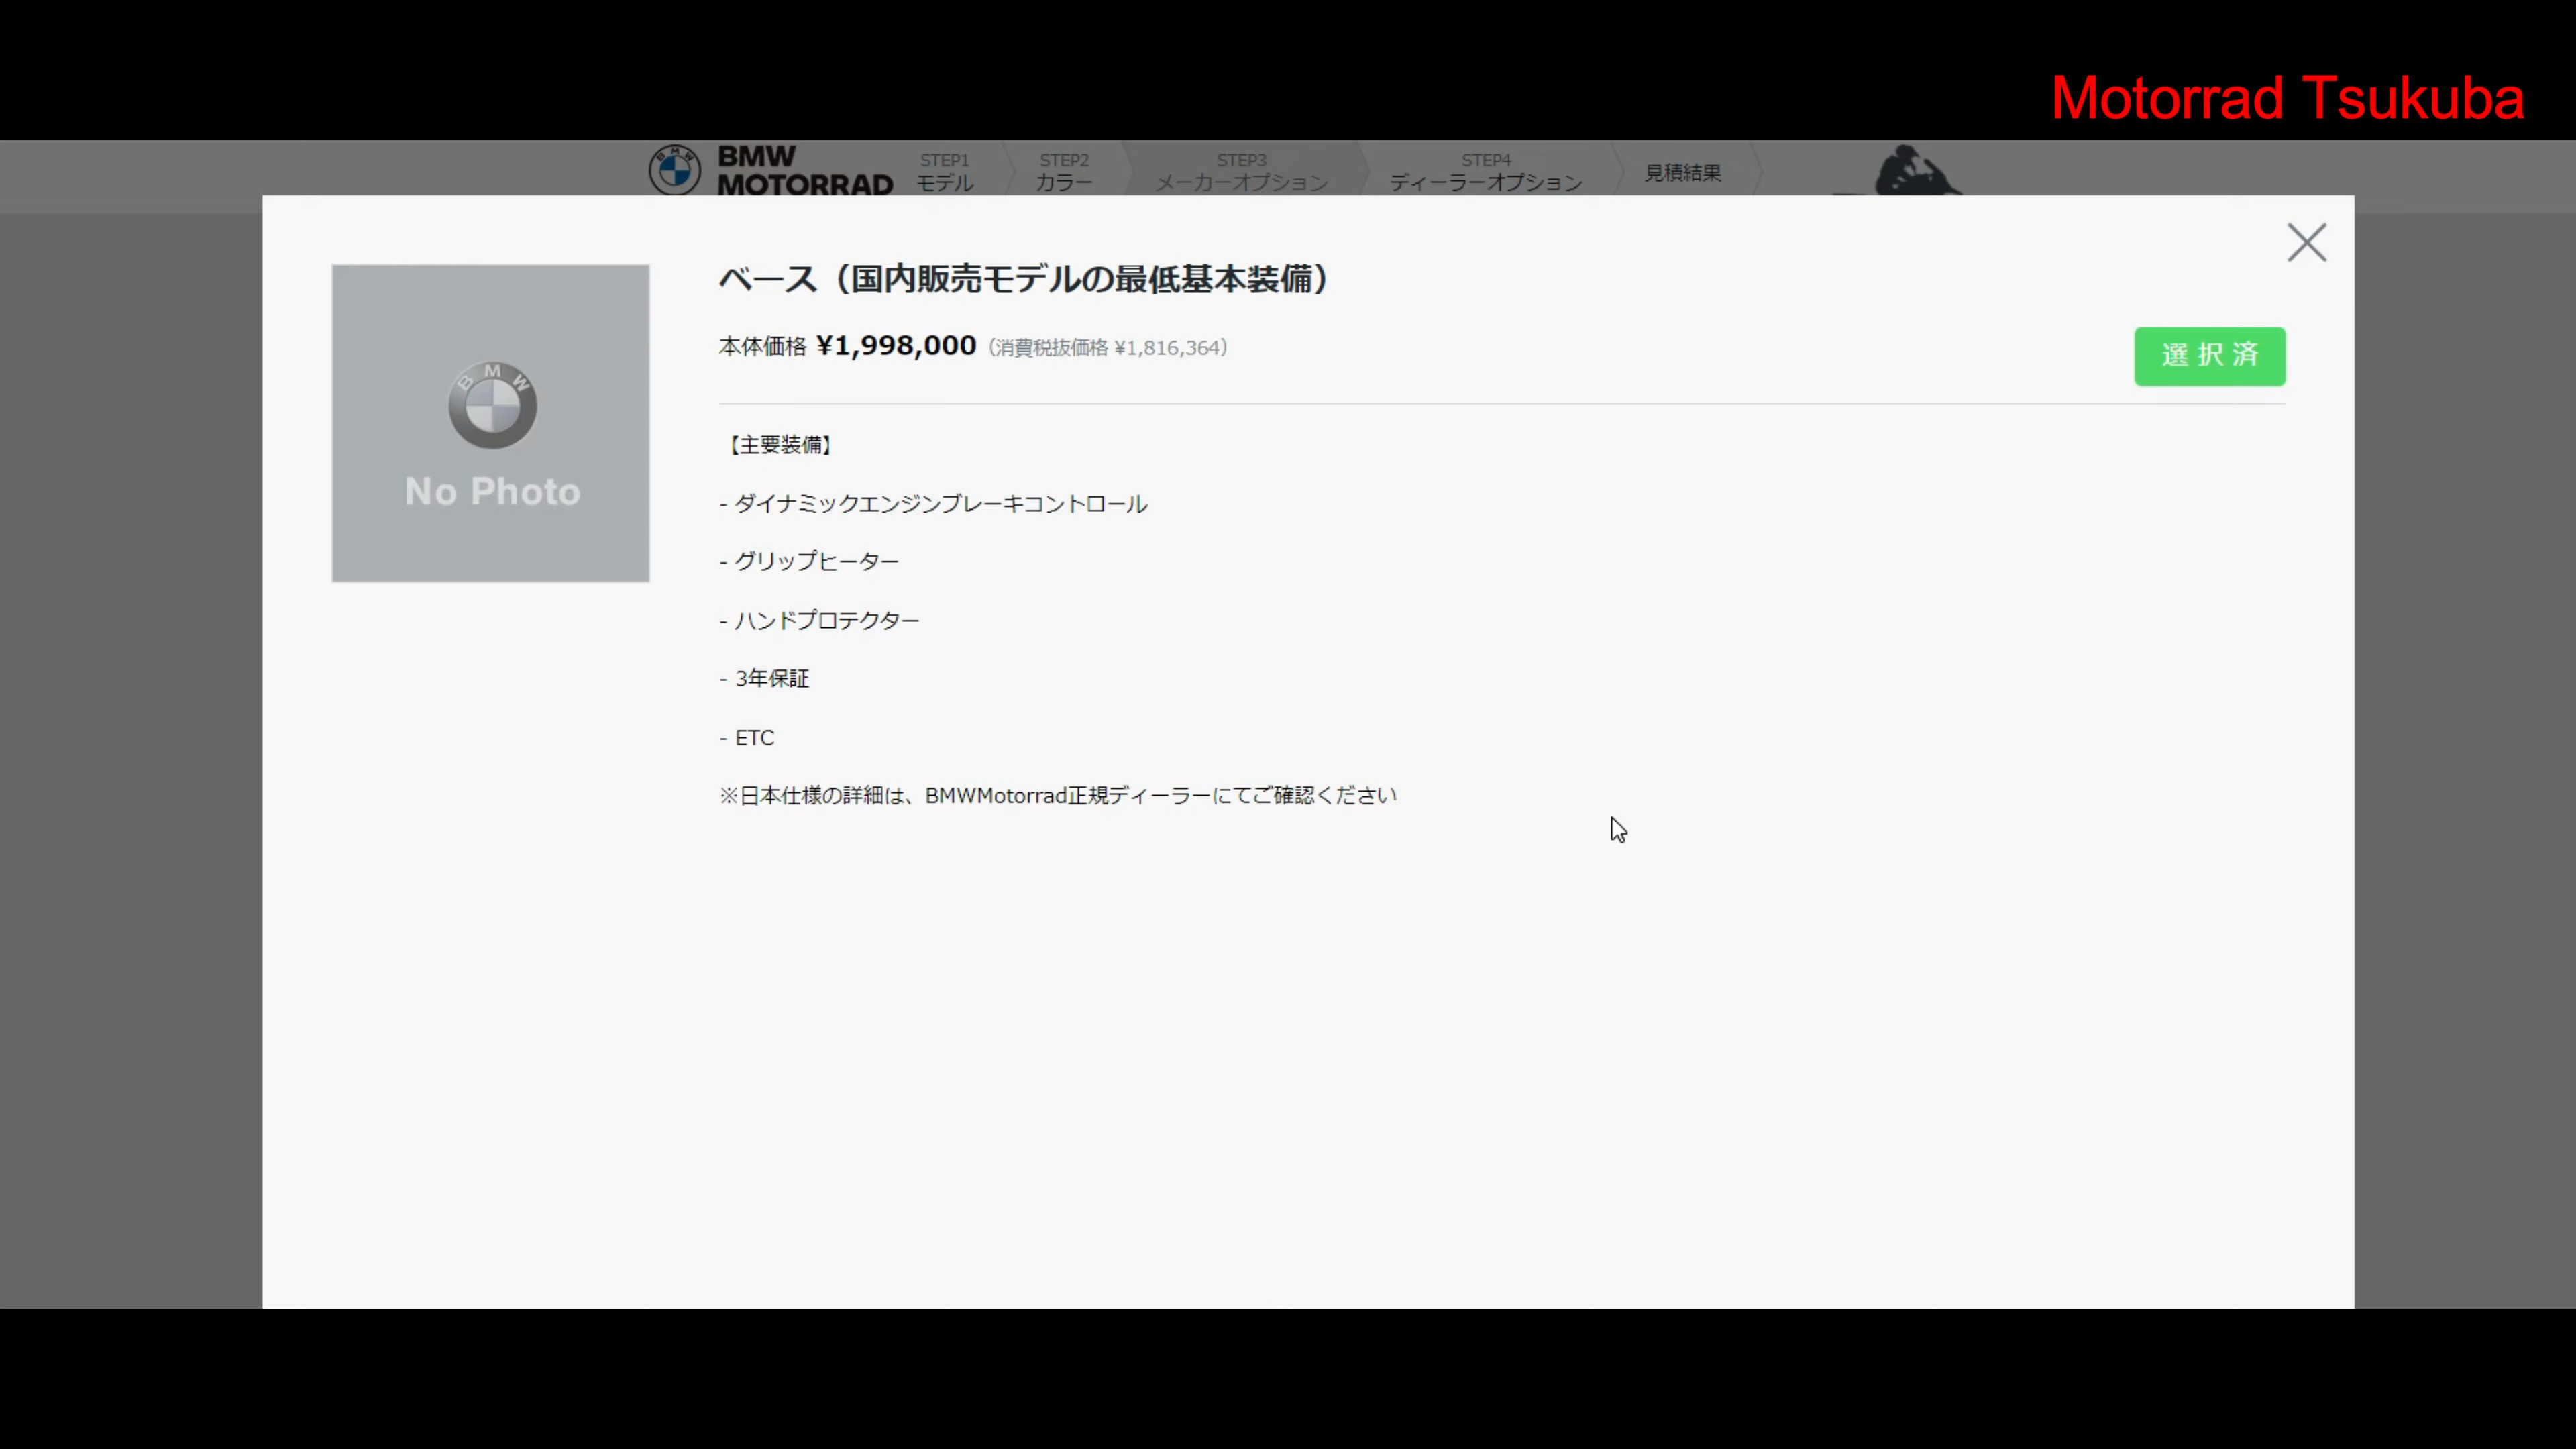 Motorrad Tsukuba
BMW
MOTORRAD
STEP1
モデル
STEP2
カラー
STEP3
メーカーオプション
STEP4
ディーラーオプション
見積結果
ベース（国内販売モデルの最低基本装備）
本体価格 ¥1,998,000（消費税抜価格 ¥1,816,364）
選択済
BMW
No Photo
【主要装備】
- ダイナミックエンジンブレーキコントロール
- グリップヒーター
- ハンドプロテクター
- 3年保証
- ETC
※日本仕様の詳細は、BMWMotorrad正規ディーラーにてご確認ください